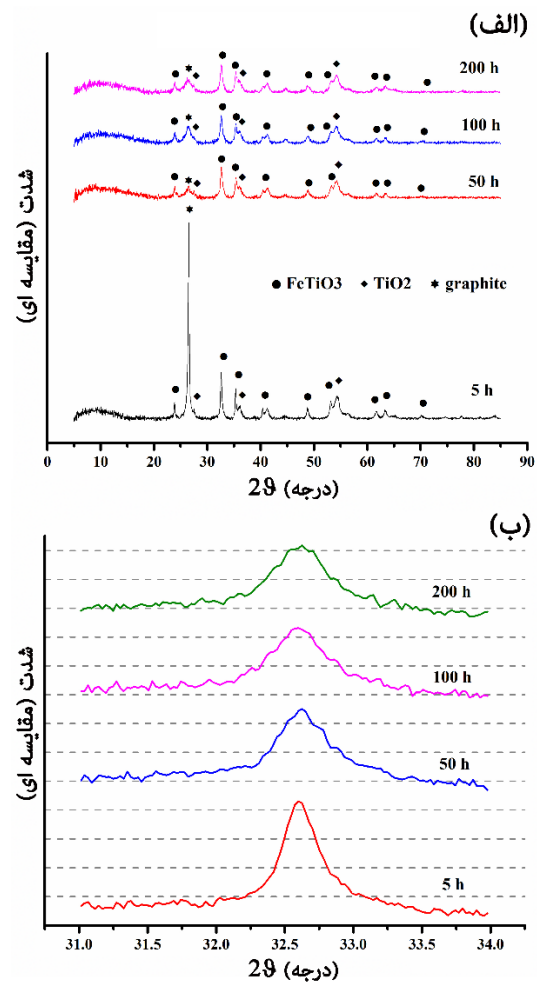 (الف)
200 h
100 h
50 h
● FeTiO3 ◆ TiO2 ✶ graphite
5 h
شدت (مقایسه ای)
0 10 20 30 40 50 60 70 80 90
2ϑ (درجه)
(ب)
200 h
100 h
50 h
5 h
شدت (مقایسه ای)
31.0 31.5 32.0 32.5 33.0 33.5 34.0
2ϑ (درجه)